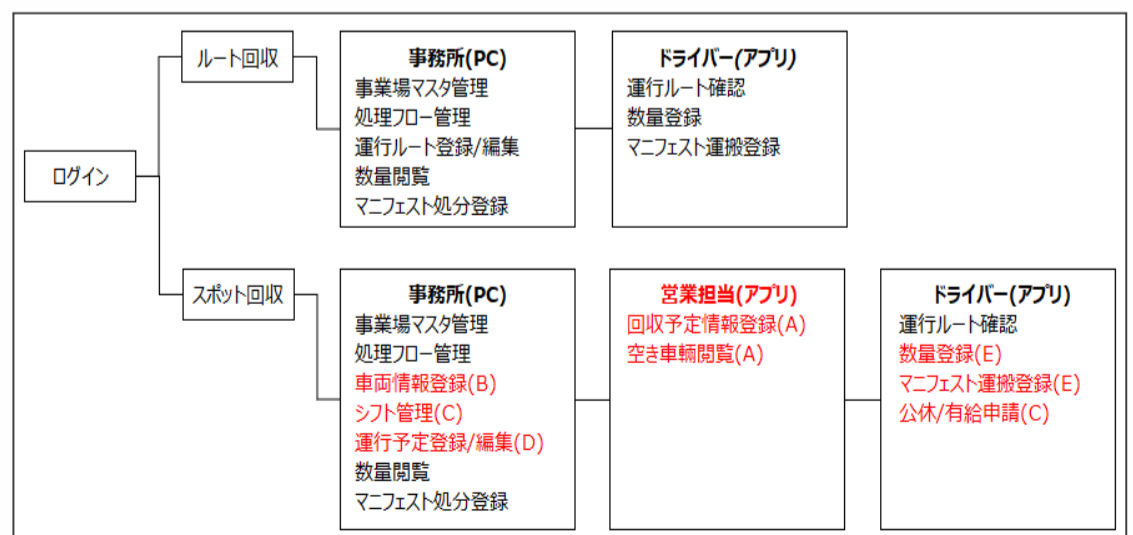 ログイン
ルート回収
事務所(PC)
事業場マスタ管理
処理フロー管理
運行ルート登録/編集
数量閲覧
マニフェスト処分登録
ドライバー(アプリ)
運行ルート確認
数量登録
マニフェスト運搬登録
スポット回収
事務所(PC)
事業場マスタ管理
処理フロー管理
車両情報登録(B)
シフト管理(C)
運行予定登録/編集(D)
数量閲覧
マニフェスト処分登録
営業担当(アプリ)
回収予定情報登録(A)
空き車輛閲覧(A)
ドライバー(アプリ)
運行ルート確認
数量登録(E)
マニフェスト運搬登録(E)
公休/有給申請(C)